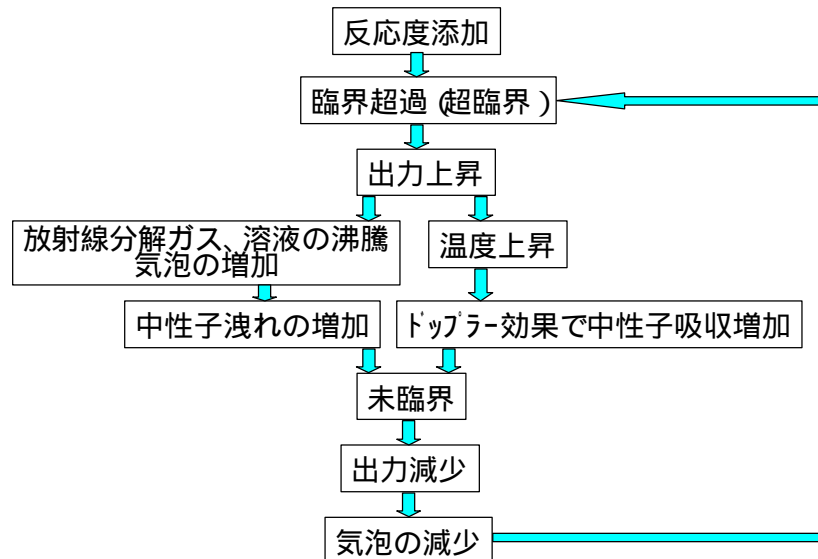 反応度添加
臨界超過(超臨界)
出力上昇
放射線分解ガス、溶液の沸騰
気泡の増加
温度上昇
中性子洩れの増加
ﾄﾞｯﾌﾟﾗｰ効果で中性子吸収増加
未臨界
出力減少
気泡の減少